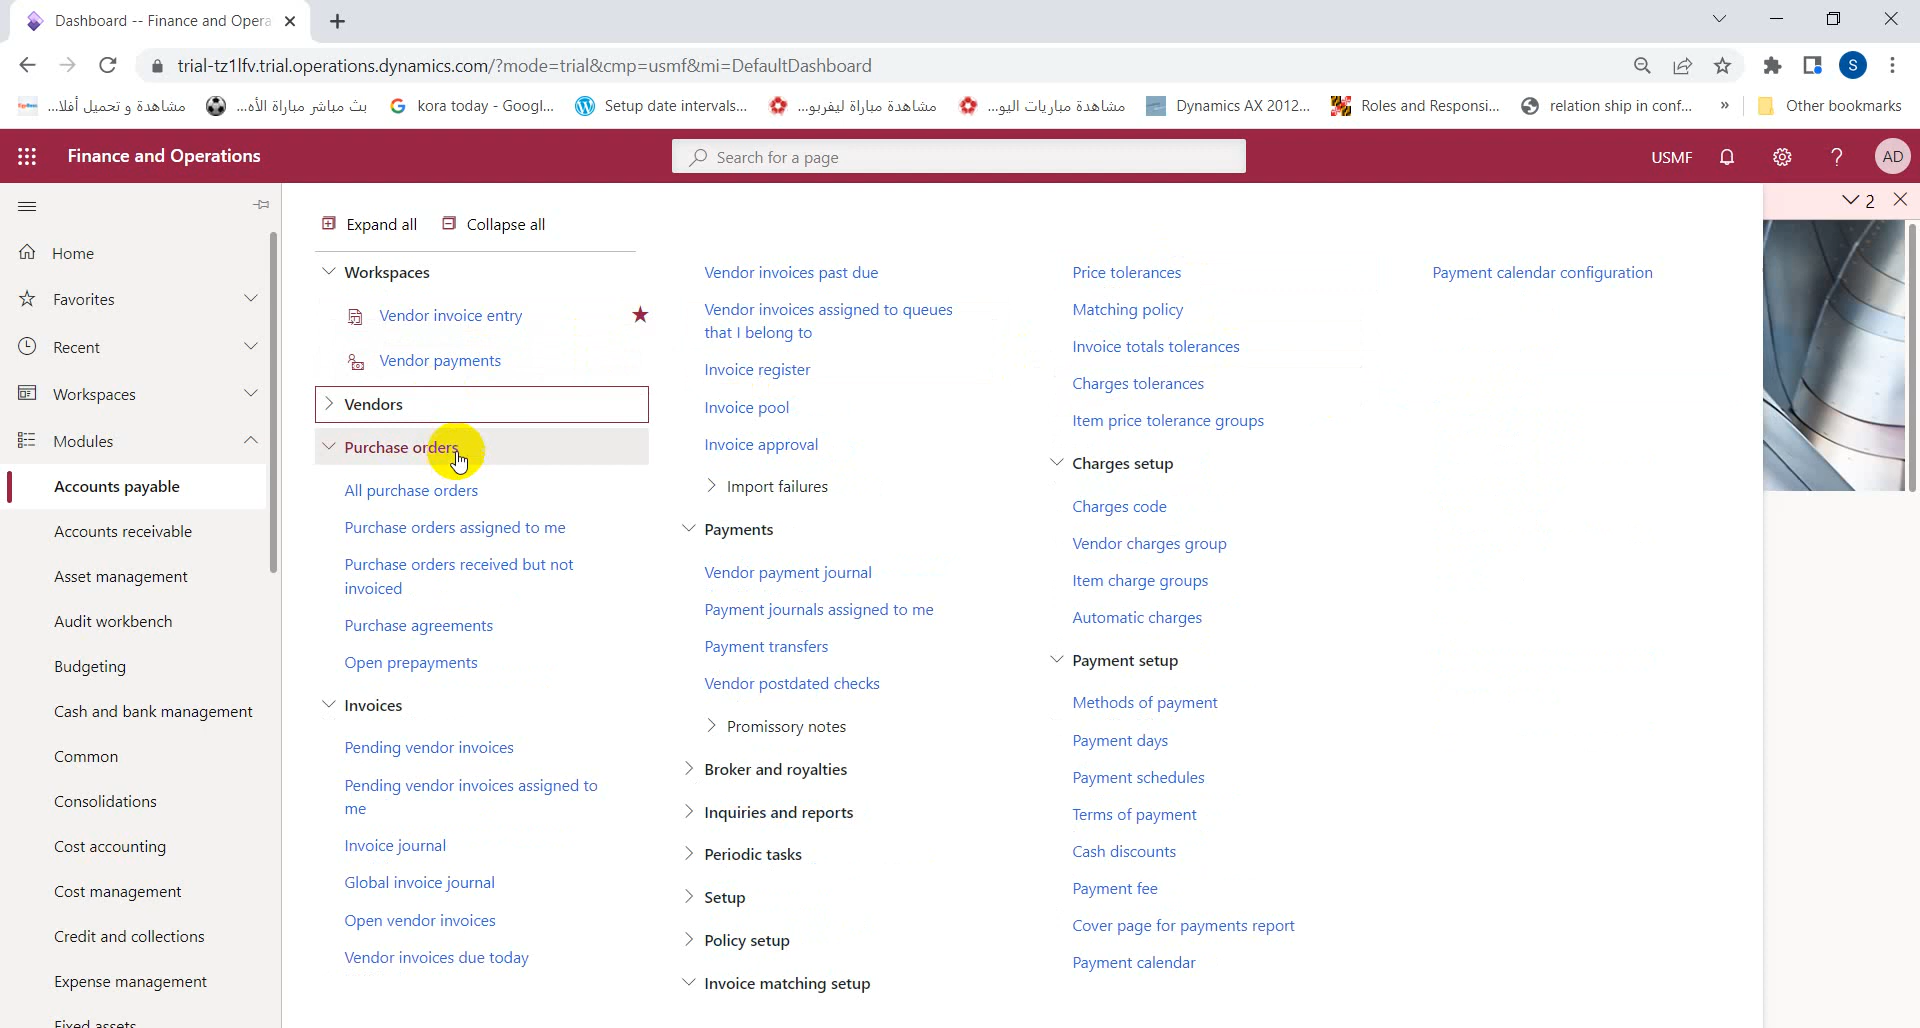 Dashboard -- Finance and Opera
trial-tz1lfv.trial.operations.dynamics.com/?mode=trial&cmp=usmf&mi=DefaultDashboard
S
مشاهدة و تحميل أفلا...
بث مباشر مباراة الأه...
kora today - Googl...
Setup date intervals...
مشاهدة مباراة ليفربو...
مشاهدة مباريات اليو...
Dynamics AX 2012...
Roles and Responsi...
relation ship in conf...
»
Other bookmarks
Finance and Operations
Search for a page
USMF
?
AD
2
Home
Favorites
Recent
Workspaces
Modules
Accounts payable
Accounts receivable
Asset management
Audit workbench
Budgeting
Cash and bank management
Common
Consolidations
Cost accounting
Cost management
Credit and collections
Expense management
Fixed assets
Expand all
Collapse all
Workspaces
Vendor invoice entry
Vendor payments
Vendors
Purchase orders
All purchase orders
Purchase orders assigned to me
Purchase orders received but not
invoiced
Purchase agreements
Open prepayments
Invoices
Pending vendor invoices
Pending vendor invoices assigned to
me
Invoice journal
Global invoice journal
Open vendor invoices
Vendor invoices due today
Vendor invoices past due
Vendor invoices assigned to queues
that I belong to
Invoice register
Invoice pool
Invoice approval
Import failures
Payments
Vendor payment journal
Payment journals assigned to me
Payment transfers
Vendor postdated checks
Promissory notes
Broker and royalties
Inquiries and reports
Periodic tasks
Setup
Policy setup
Invoice matching setup
Price tolerances
Matching policy
Invoice totals tolerances
Charges tolerances
Item price tolerance groups
Charges setup
Charges code
Vendor charges group
Item charge groups
Automatic charges
Payment setup
Methods of payment
Payment days
Payment schedules
Terms of payment
Cash discounts
Payment fee
Cover page for payments report
Payment calendar
Payment calendar configuration